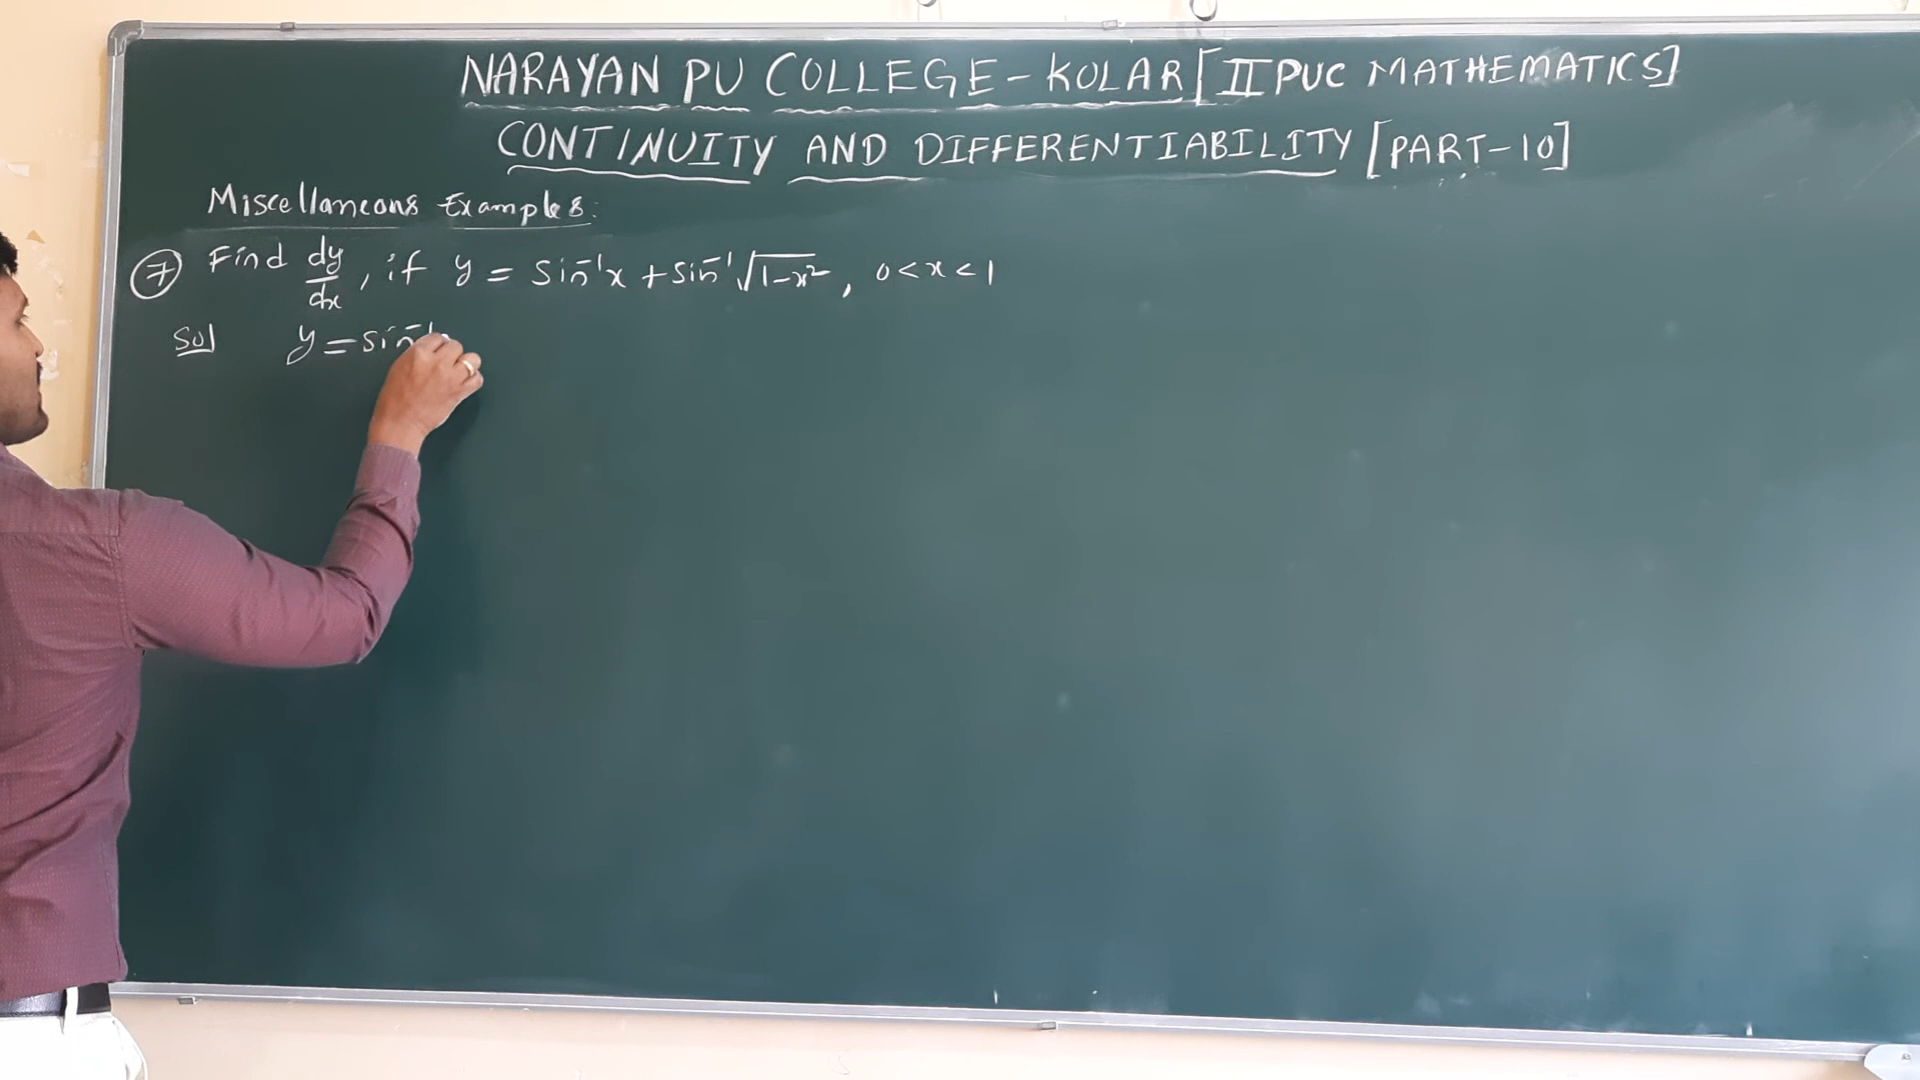 NARAYAN PU COLLEGE - KOLAR [II PUC MATHEMATICS]
CONTINUITY AND DIFFERENTIABILITY [PART-10]
Miscellaneous Examples:
⑦ Find dy/dx, if y = sin⁻¹x + sin⁻¹√(1-x²), 0<x<1
Sol y = sin⁻¹